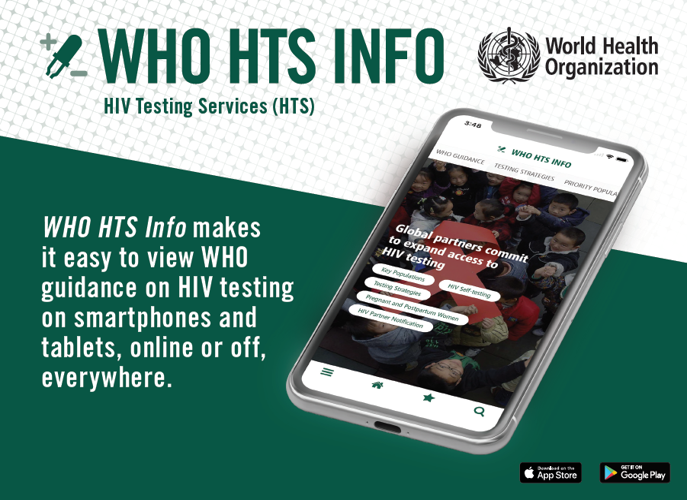 WHO HTS INFO
HIV Testing Services (HTS)
World Health
Organization
WHO HTS Info makes
it easy to view WHO
guidance on HIV testing
on smartphones and
tablets, online or off,
everywhere.
3:48
WHO HTS INFO
WHO GUIDANCE TESTING STRATEGIES PRIORITY POPULA
Global partners commit
to expand access to
HIV testing
Key Populations HIV Self-testing
Testing Strategies
Pregnant and Postpartum Women
HIV Partner Notification
Download on the
App Store
GET IT ON
Google Play